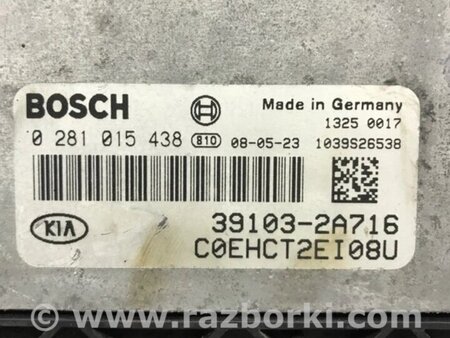 BOSCH
Made in Germany
1325 0017
0 281 015 438 810 08-05-23 1039S26538
KIA
39103-2A716
C0EHCT2EI08U
www.razborki.com